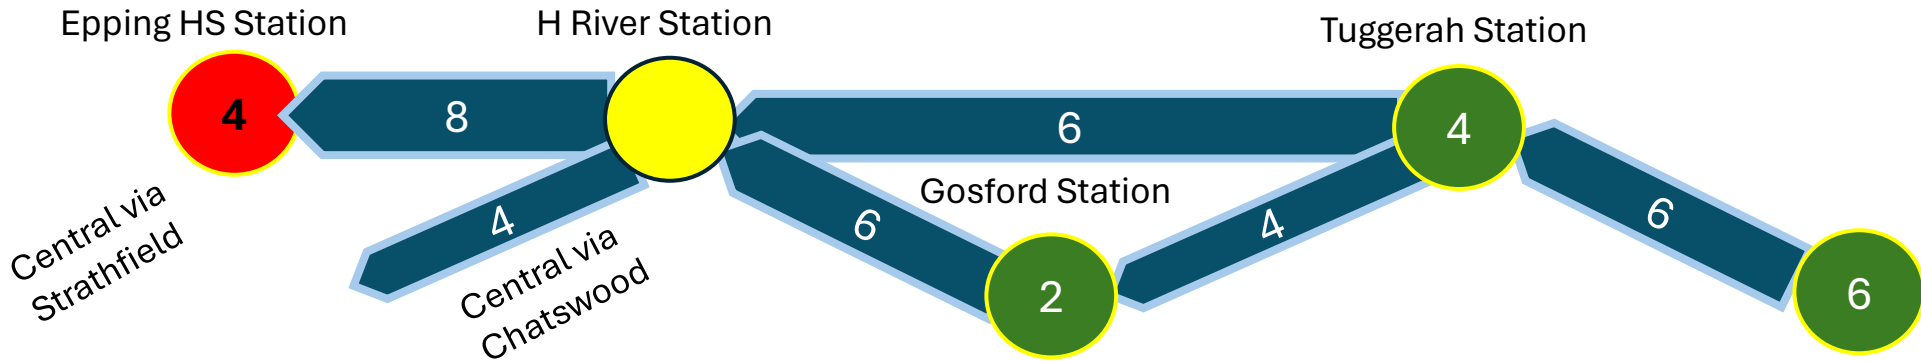 Epping HS Station
H River Station
Tuggerah Station
4
8
6
4
Gosford Station
6
4
6
4
2
6
Central via
Strathfield
Central via
Chatswood